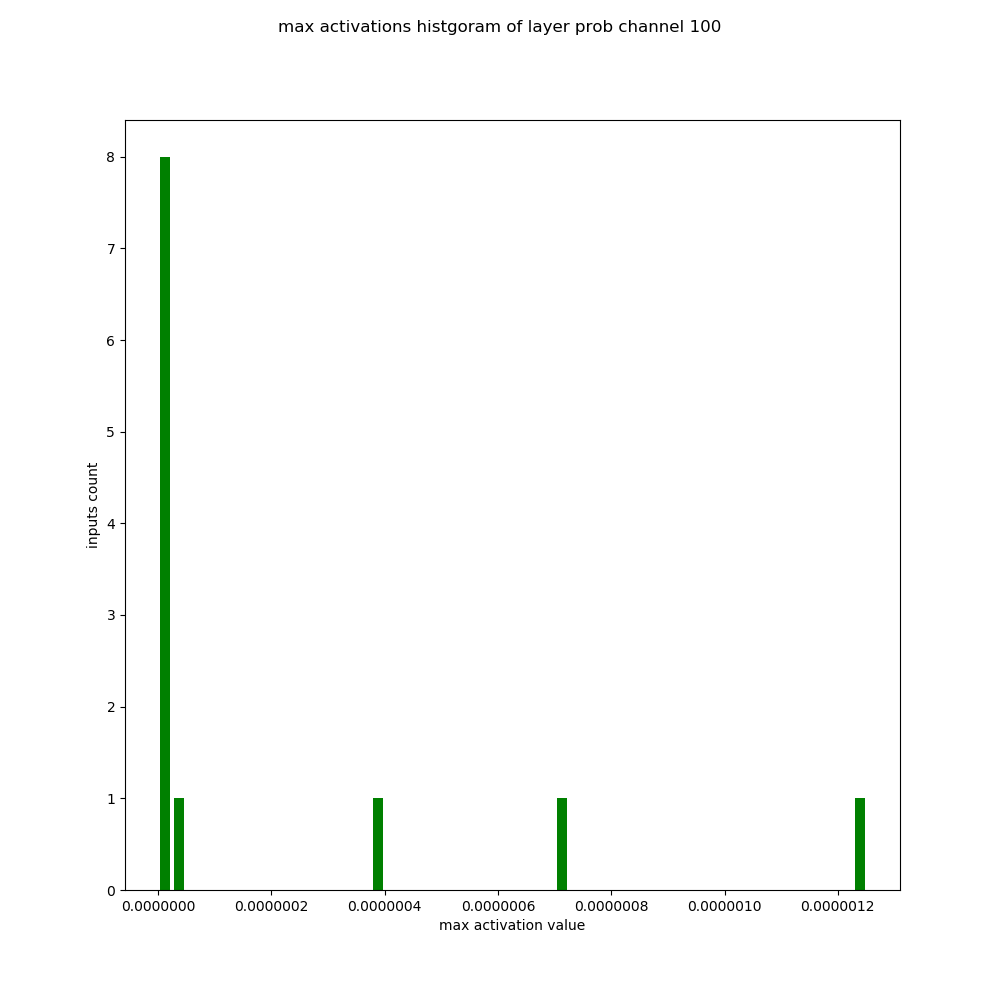 max activations histgoram of layer prob channel 100
8
7
6
5
4
3
2
1
0
inputs count
0.0000000 0.0000002 0.0000004 0.0000006 0.0000008 0.0000010 0.0000012
max activation value